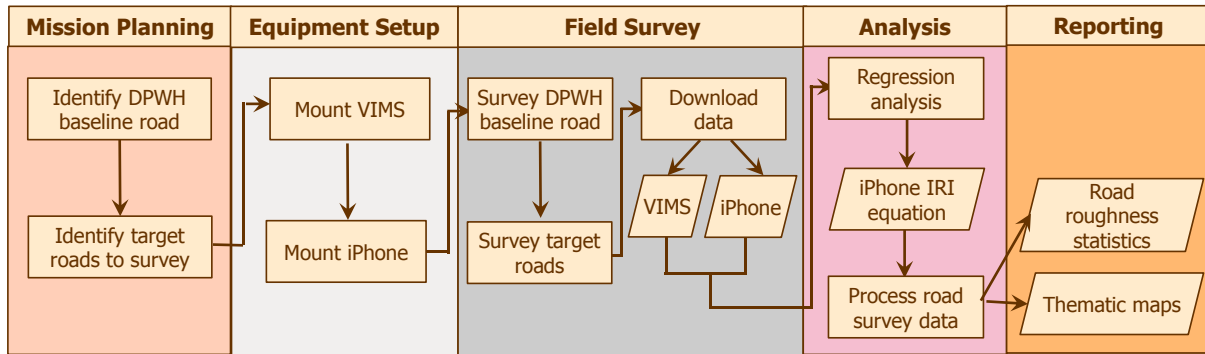 Mission Planning
Equipment Setup
Field Survey
Analysis
Reporting
Identify DPWH
baseline road
Identify target
roads to survey
Mount VIMS
Mount iPhone
Survey DPWH
baseline road
Survey target
roads
Download
data
VIMS
iPhone
Regression
analysis
iPhone IRI
equation
Process road
survey data
Road
roughness
statistics
Thematic maps